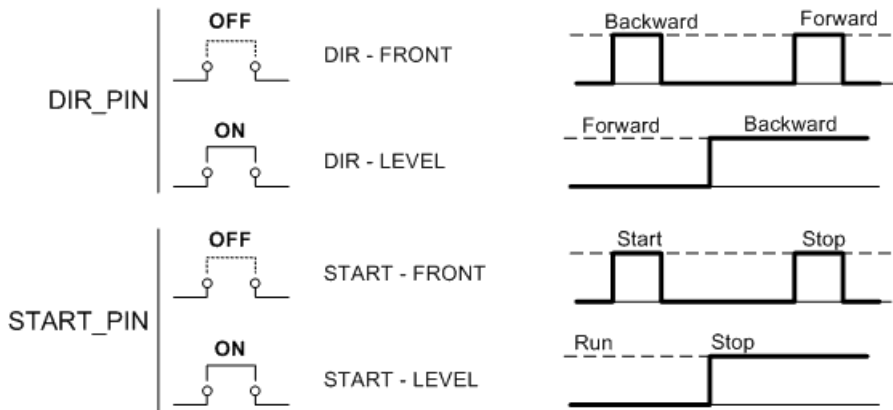 OFF
DIR - FRONT
Backward Forward
DIR_PIN
ON
DIR - LEVEL
Forward Backward
OFF
START - FRONT
Start Stop
START_PIN
ON
START - LEVEL
Run Stop